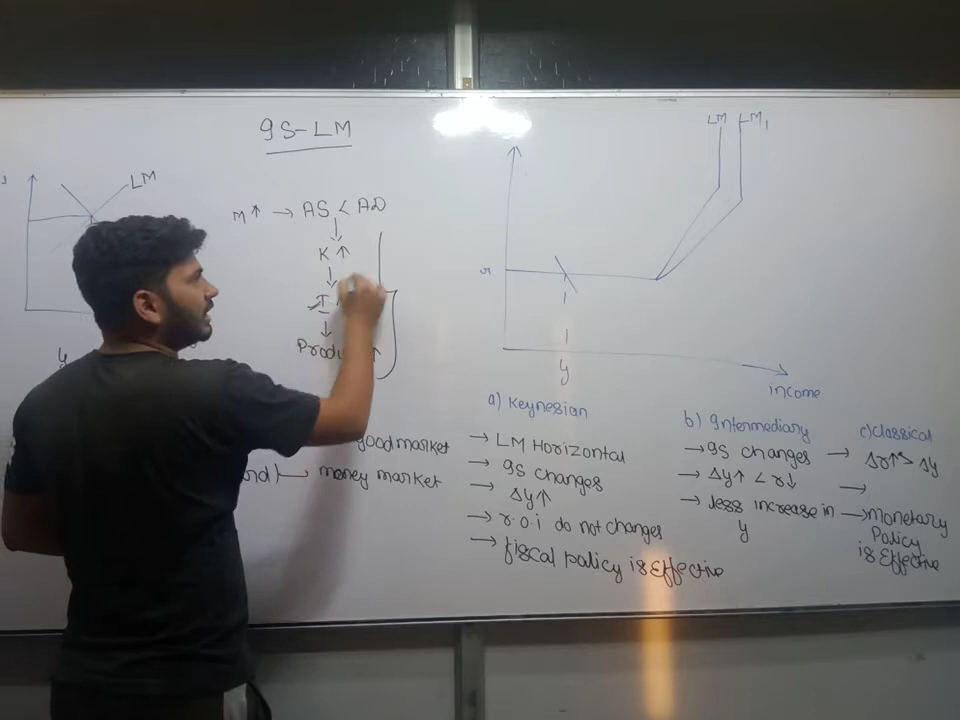 IS-LM
LM
M↑ → AS < AD
↓
K↑
↓
I
↓
y
good market
money market
LM LM₁
r
y
income
a) Keynesian
→ LM Horizontal
→ IS changes
→ Δy↑
→ r.o.i do not changes
→ fiscal policy is Effective
b) Intermediary
→ IS changes
→ Δy↑ < r↓
→ less increase in
y
c) Classical
→ Δr↑ > Δy
→
→ Monetary
Policy
is Effective